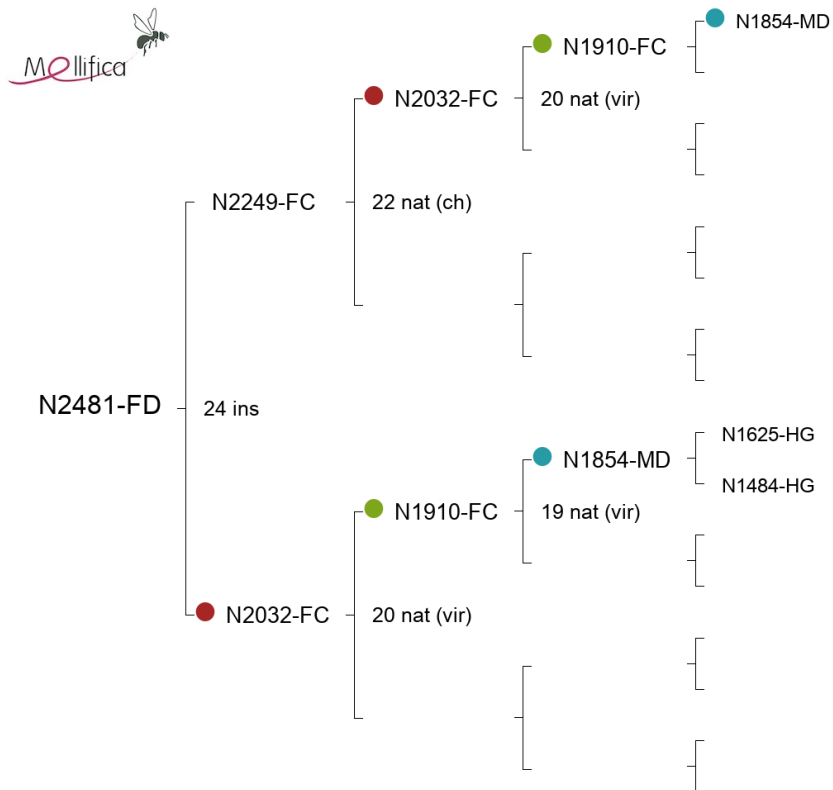 Mellifica
N1854-MD
N1910-FC
N2032-FC
20 nat (vir)
N2249-FC
22 nat (ch)
N2481-FD
24 ins
N1625-HG
N1854-MD
N1484-HG
N1910-FC
19 nat (vir)
N2032-FC
20 nat (vir)